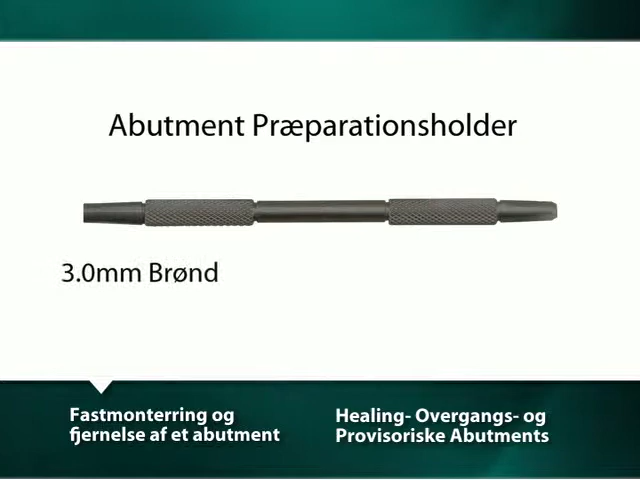 Abutment Præparationsholder
3.0mm Brønd
Fastmonterring og
fjernelse af et abutment
Healing- Overgangs- og
Provisoriske Abutments